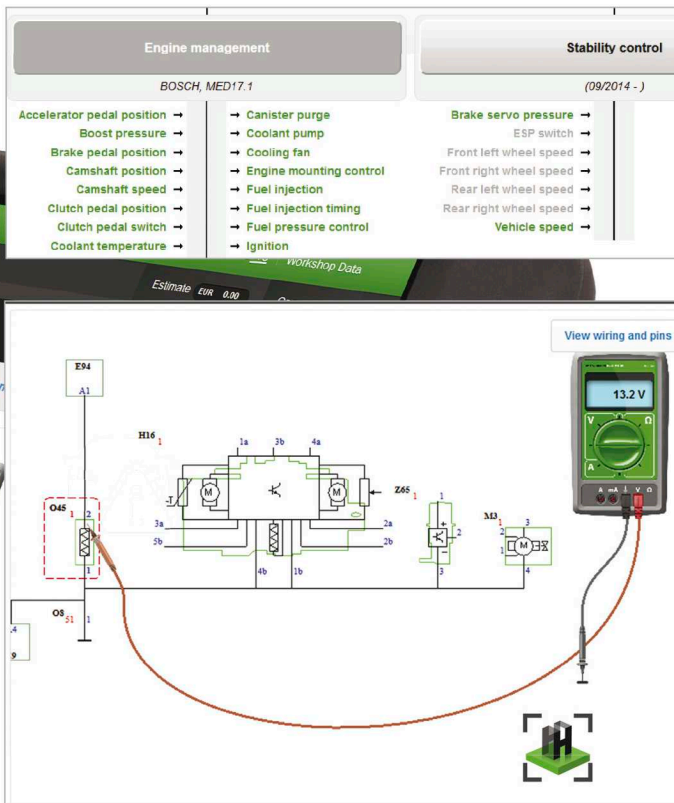 Engine management
Stability control
BOSCH, MED17.1
(09/2014 - )
Accelerator pedal position → → Canister purge
Brake servo pressure →
Boost pressure → → Coolant pump
ESP switch →
Brake pedal position → → Cooling fan
Front left wheel speed →
Camshaft position → → Engine mounting control
Front right wheel speed →
Camshaft speed → → Fuel injection
Rear left wheel speed →
Clutch pedal position → → Fuel injection timing
Rear right wheel speed →
Clutch pedal switch → → Fuel pressure control
Vehicle speed →
Coolant temperature → → Ignition
Workshop Data
Estimate EUR 0.00
View wiring and pins
E94
A1
13.2 V
V Ω
A
A mA V Ω
H16 1
1a 3b 4a
M M
Z65 1
O45
1 2
1
3a 2a
5b 2b
4b 1b
1
+
2
-
3
M3 1
3
2
M
1
4
O8 51 1
.4
9
H